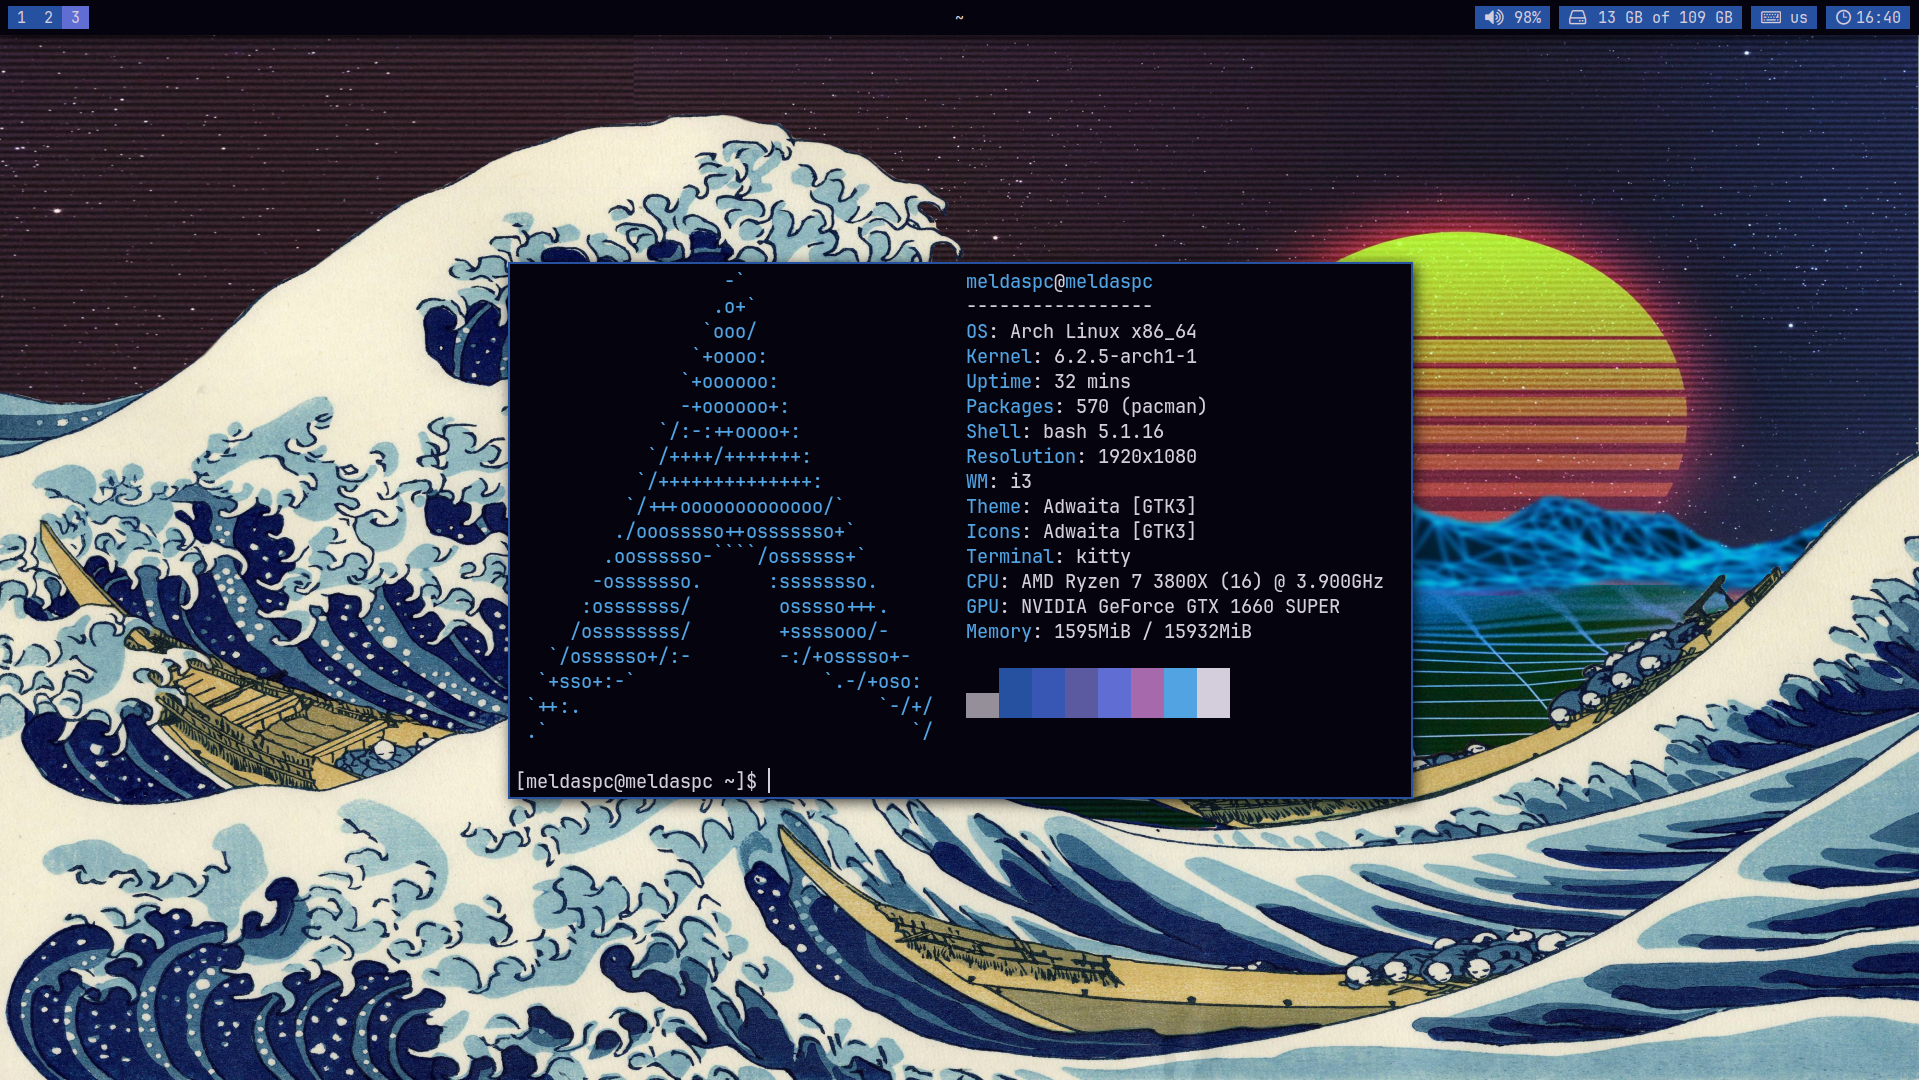 1 2 3 ~ 98% 13 GB of 109 GB us 16:40
                   -`                     meldaspc@meldaspc
                  .o+`                    -----------------
                 `ooo/                    OS: Arch Linux x86_64
                `+oooo:                   Kernel: 6.2.5-arch1-1
               `+oooooo:                  Uptime: 32 mins
               -+oooooo+:                 Packages: 570 (pacman)
             `/:-:++oooo+:                Shell: bash 5.1.16
            `/++++/+++++++:               Resolution: 1920x1080
           `/++++++++++++++:              WM: i3
          `/+++ooooooooooooo/`            Theme: Adwaita [GTK3]
         ./ooosssso++osssssso+`           Icons: Adwaita [GTK3]
        .oossssso-````/ossssss+`          Terminal: kitty
       -osssssso.      :ssssssso.         CPU: AMD Ryzen 7 3800X (16) @ 3.900GHz
      :osssssss/        osssso+++.        GPU: NVIDIA GeForce GTX 1660 SUPER
     /ossssssss/        +ssssooo/-        Memory: 1595MiB / 15932MiB
   `/ossssso+/:-        -:/+osssso+-
  `+sso+:-`                 `.-/+oso:
 `++:.                           `-/+/
 .`                                 `/
[meldaspc@meldaspc ~]$